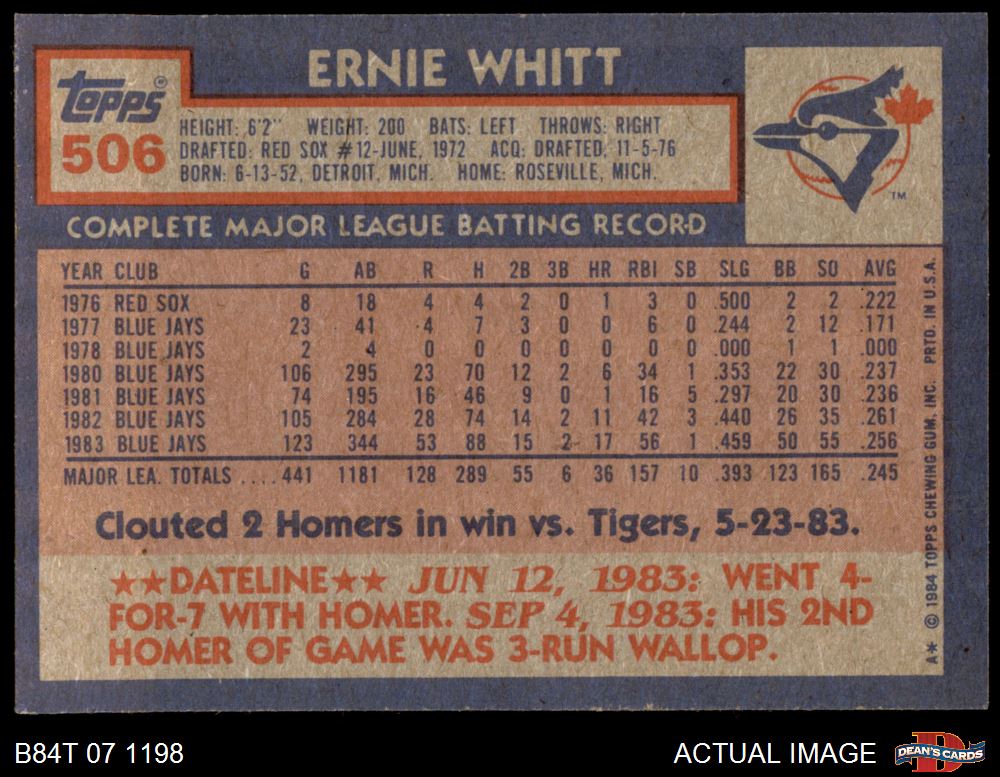 ERNIE WHITT
Topps ©
506
HEIGHT: 6'2" WEIGHT: 200 BATS: LEFT THROWS: RIGHT
DRAFTED: RED SOX #12-JUNE, 1972 ACQ: DRAFTED, 11-5-76
BORN: 6-13-52, DETROIT, MICH. HOME: ROSEVILLE, MICH.
TM
COMPLETE MAJOR LEAGUE BATTING RECORD
YEAR CLUB G AB R H 2B 3B HR RBI SB SLG BB SO AVG
1976 RED SOX 8 18 4 4 2 0 1 3 0 .500 2 2 .222
1977 BLUE JAYS 23 41 4 7 3 0 0 6 0 .244 2 12 .171
1978 BLUE JAYS 2 4 0 0 0 0 0 0 0 .000 1 1 .000
1980 BLUE JAYS 106 295 23 70 12 2 6 34 1 .353 22 30 .237
1981 BLUE JAYS 74 195 16 46 9 0 1 16 5 .297 20 30 .236
1982 BLUE JAYS 105 284 28 74 14 2 11 42 3 .440 26 35 .261
1983 BLUE JAYS 123 344 53 88 15 2 17 56 1 .459 50 55 .256
MAJOR LEA. TOTALS .... 441 1181 128 289 55 6 36 157 10 .393 123 165 .245
Clouted 2 Homers in win vs. Tigers, 5-23-83.
★★DATELINE★★ JUN 12, 1983: WENT 4-
FOR-7 WITH HOMER. SEP 4, 1983: HIS 2ND
HOMER OF GAME WAS 3-RUN WALLOP.
A* © 1984 TOPPS CHEWING GUM, INC. PRTD. IN U.S.A.
B84T 07 1198
ACTUAL IMAGE
DEAN'S CARDS